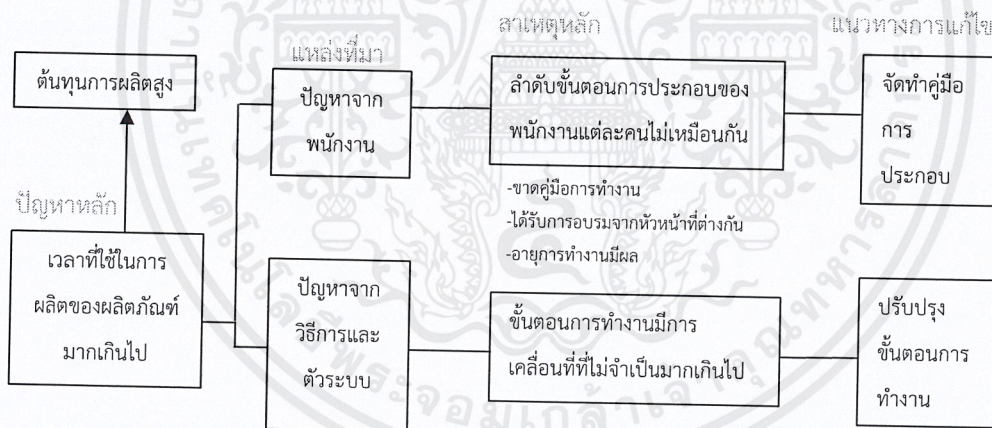 สาเหตุหลัก
แนวทางการแก้ไข
แหล่งที่มา
ต้นทุนการผลิตสูง
ปัญหาจาก
พนักงาน
ลำดับขั้นตอนการประกอบของ
พนักงานแต่ละคนไม่เหมือนกัน
จัดทำคู่มือ
การ
ประกอบ
-ขาดคู่มือการทำงาน
-ได้รับการอบรมจากหัวหน้าที่ต่างกัน
-อายุการทำงานมีผล
ปัญหาหลัก
เวลาที่ใช้ในการ
ผลิตของผลิตภัณฑ์
มากเกินไป
ปัญหาจาก
วิธีการและ
ตัวระบบ
ขั้นตอนการทำงานมีการ
เคลื่อนที่ที่ไม่จำเป็นมากเกินไป
ปรับปรุง
ขั้นตอนการ
ทำงาน